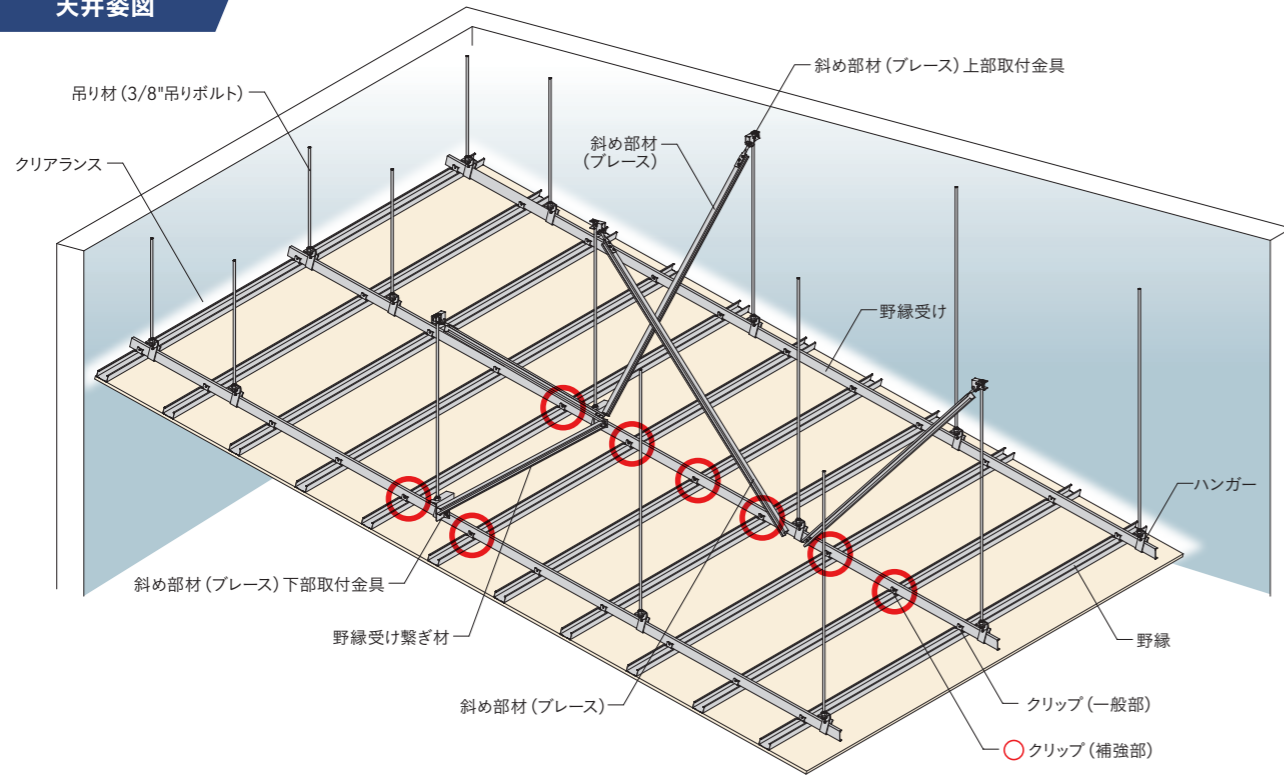 天井姿図
斜め部材(ブレース)上部取付金具
吊り材(3/8"吊りボルト)
斜め部材
(ブレース)
クリアランス
野縁受け
ハンガー
斜め部材(ブレース)下部取付金具
野縁受け繋ぎ材
野縁
斜め部材(ブレース)
クリップ(一般部)
クリップ(補強部)